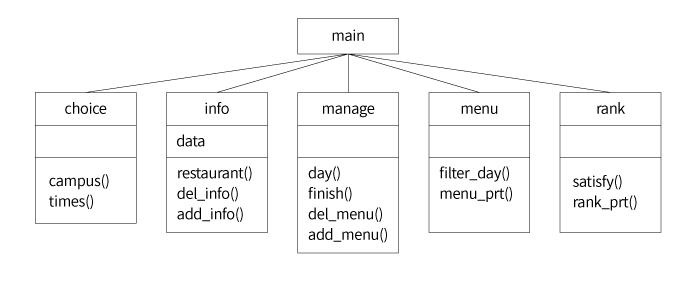 main
choice
campus()
times()
info
data
restaurant()
del_info()
add_info()
manage
day()
finish()
del_menu()
add_menu()
menu
filter_day()
menu_prt()
rank
satisfy()
rank_prt()